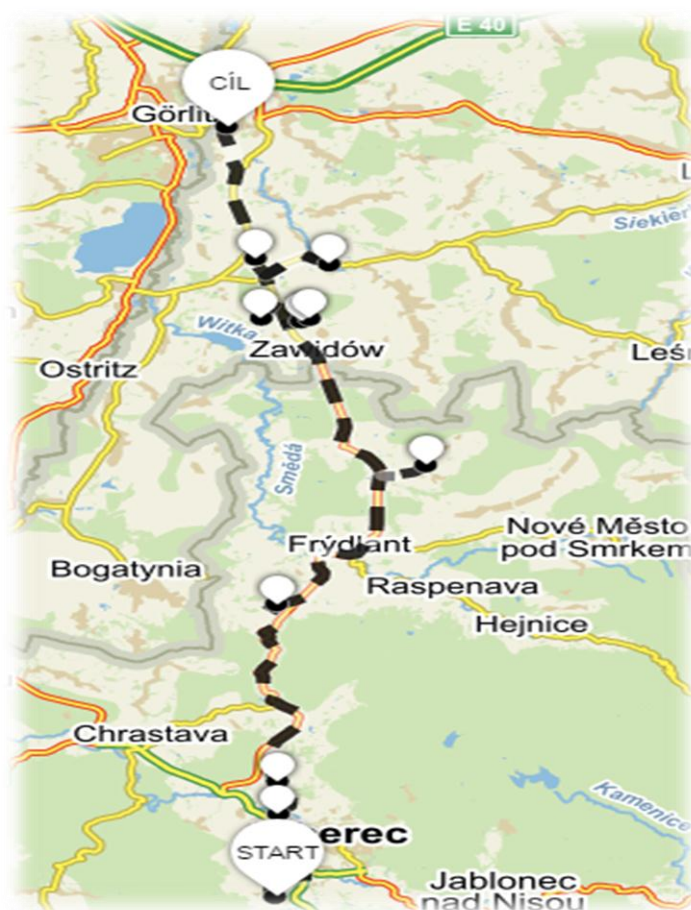 E 40
CÍL
Görlit
Siekier
Witka
Zawidów
Leś
Ostritz
Smědá
Frýdlant
Nové Město
pod Smrkem
Bogatynia
Raspenava
Hejnice
Chrastava
Kamenice
erec
START
Jablonec
nad Nisou